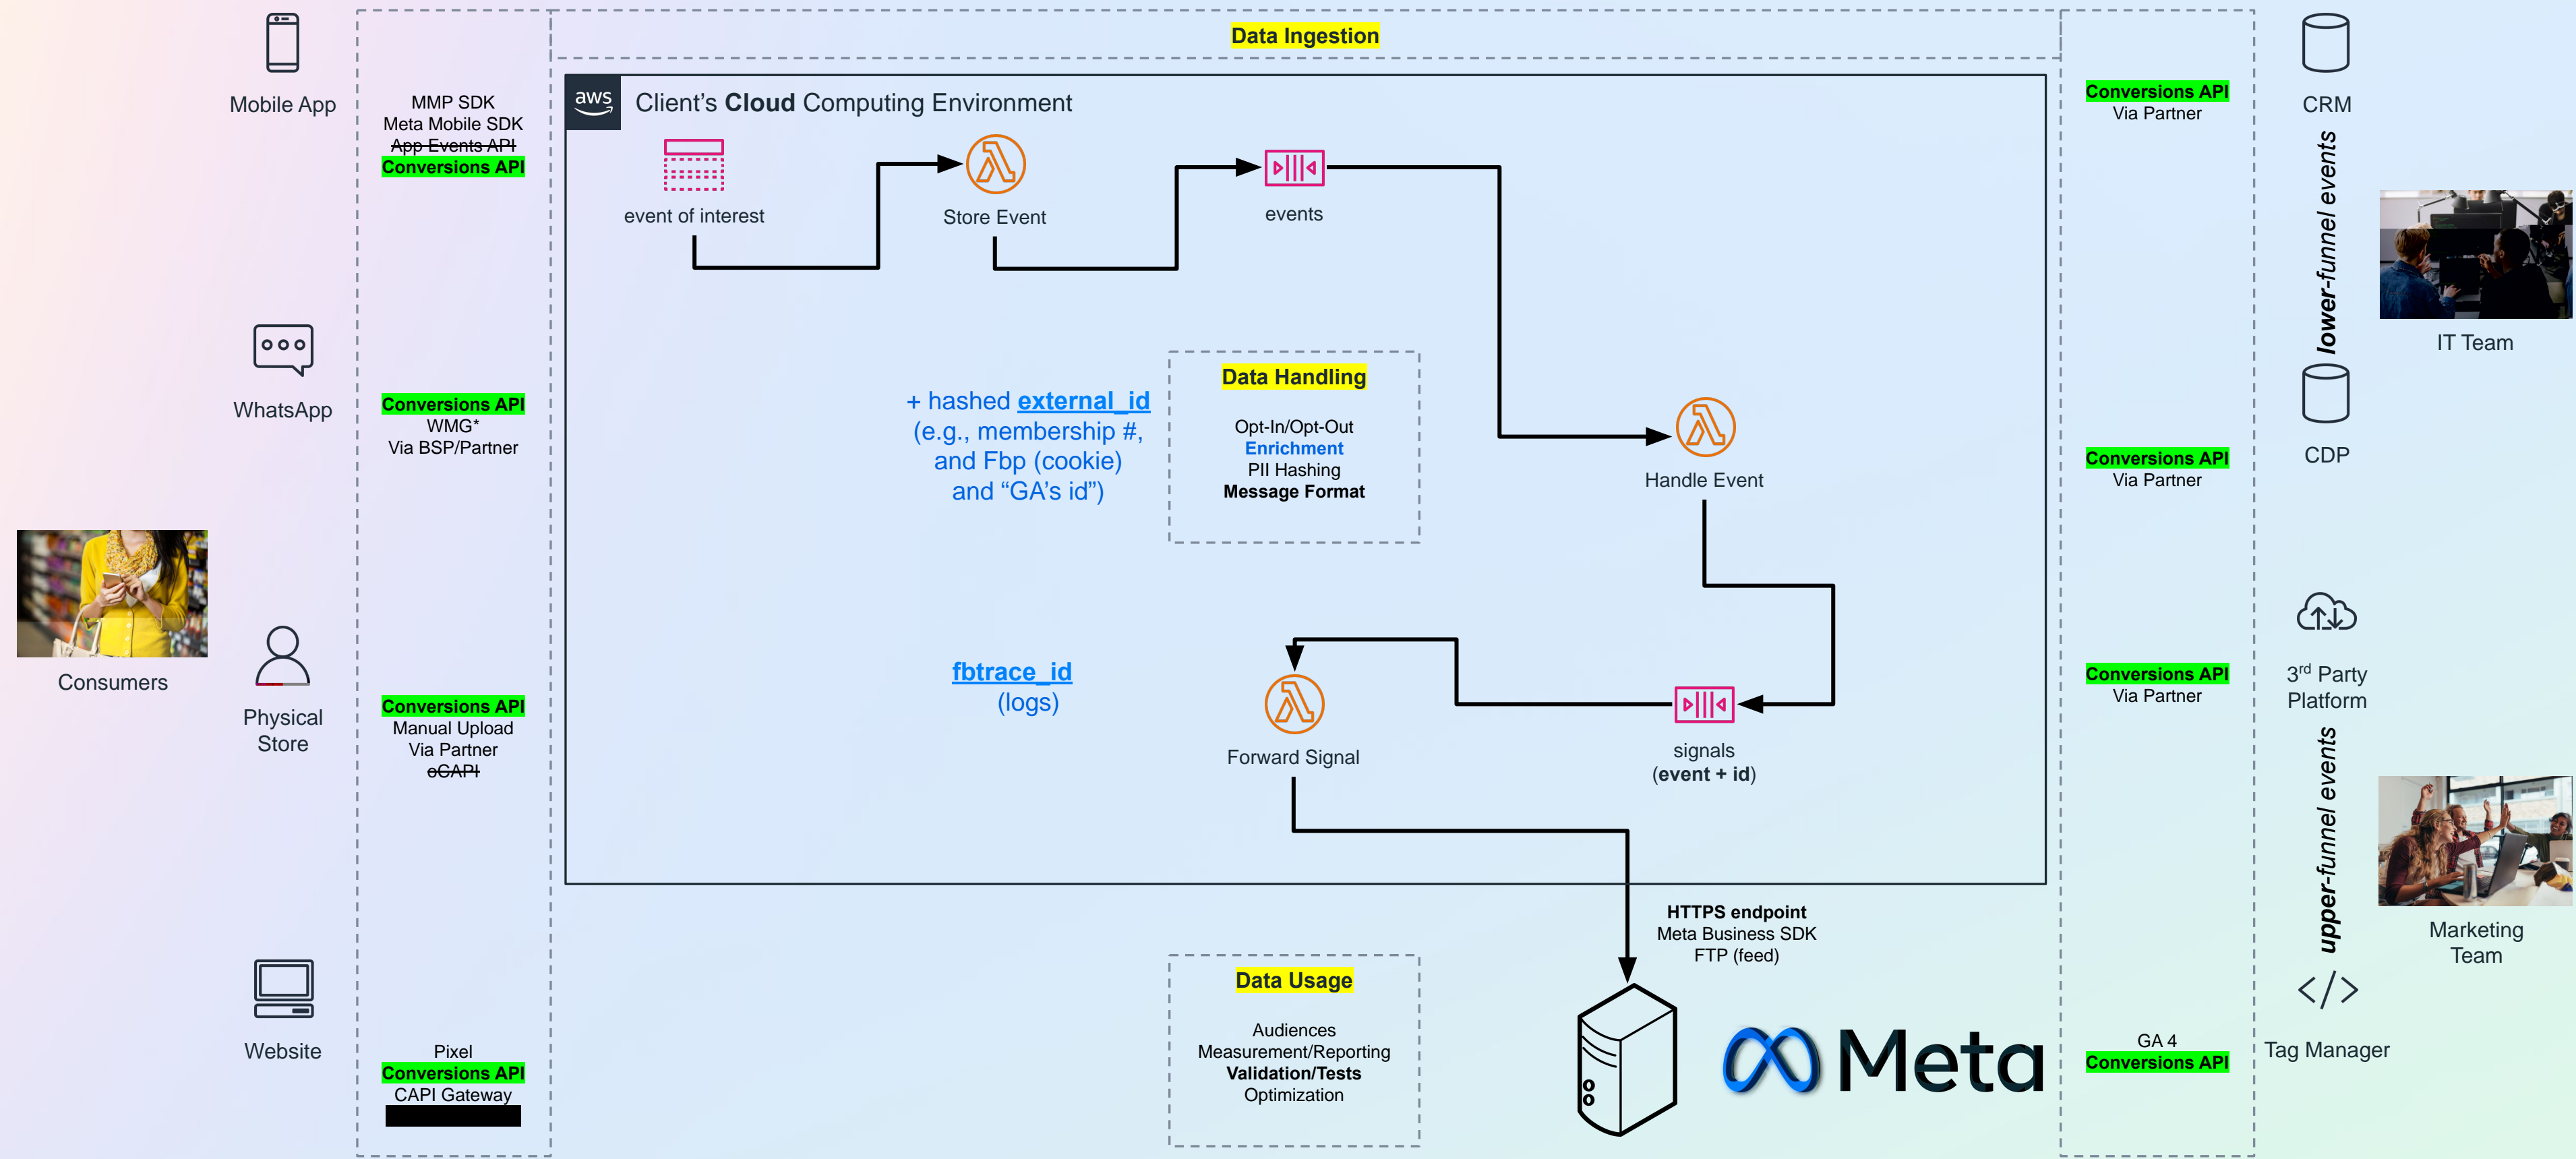 Data Ingestion
Mobile App
MMP SDK
Meta Mobile SDK
App Events API
Conversions API
WhatsApp
Conversions API
WMG*
Via BSP/Partner
Consumers
Physical
Store
Conversions API
Manual Upload
Via Partner
oCAPI
Website
Pixel
Conversions API
CAPI Gateway
aws
Client's Cloud Computing Environment
event of interest
Store Event
events
+ hashed external_id
(e.g., membership #,
and Fbp (cookie)
and “GA's id”)
Data Handling
Opt-In/Opt-Out
Enrichment
PII Hashing
Message Format
Handle Event
fbtrace_id
(logs)
Forward Signal
signals
(event + id)
HTTPS endpoint
Meta Business SDK
FTP (feed)
Data Usage
Audiences
Measurement/Reporting
Validation/Tests
Optimization
Meta
Conversions API
Via Partner
CRM
lower-funnel events
IT Team
Conversions API
Via Partner
CDP
Conversions API
Via Partner
3rd Party
Platform
upper-funnel events
Marketing
Team
GA 4
Conversions API
Tag Manager